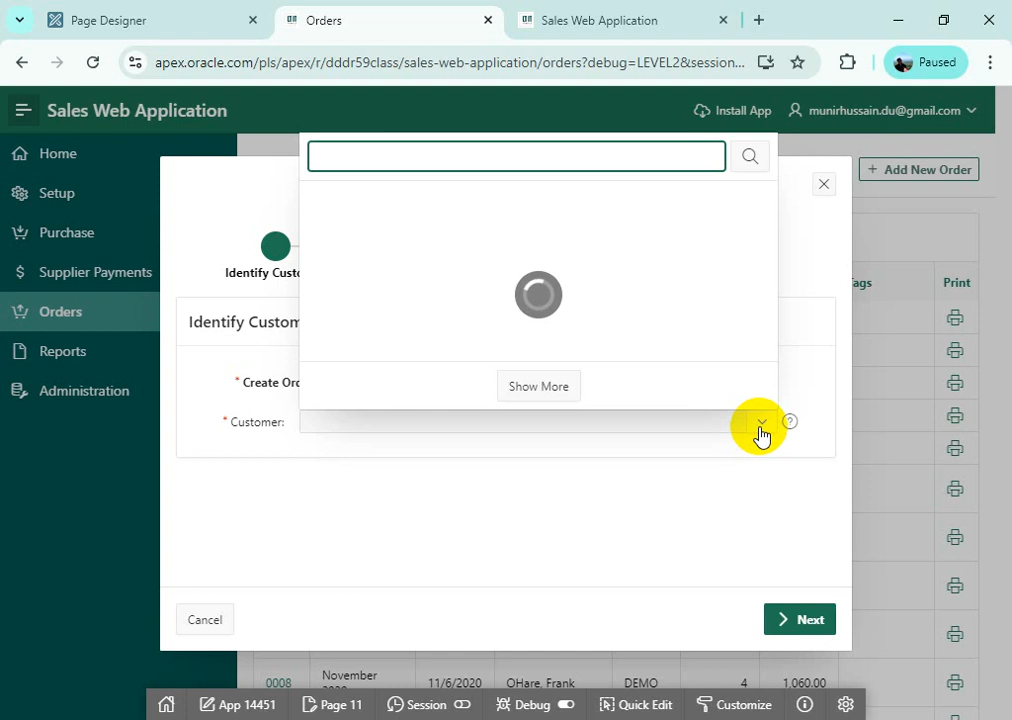 Page Designer
Orders
Sales Web Application
apex.oracle.com/pls/apex/r/dddr59class/sales-web-application/orders?debug=LEVEL2&session...
Paused
Sales Web Application
Install App
munirhussain.du@gmail.com
Home
Setup
Purchase
Supplier Payments
Orders
Reports
Administration
+ Add New Order
Identify Custo
Tags
Print
Identify Custom
* Create Ord
* Customer:
Show More
Cancel
Next
0008
November
11/6/2020
OHare, Frank
DEMO
4
1,060.00
App 14451
Page 11
Session
Debug
Quick Edit
Customize